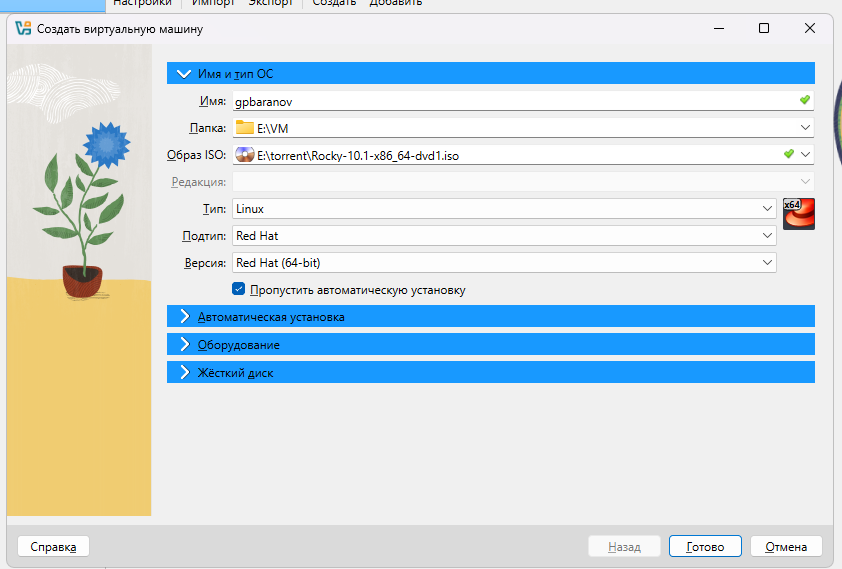 Настройки Импорт Экспорт Создать Добавить
Создать виртуальную машину
Имя и тип ОС
Имя: gpbaranov
Папка: E:\VM
Образ ISO: E:\torrent\Rocky-10.1-x86_64-dvd1.iso
Редакция:
Тип: Linux
x64
Подтип: Red Hat
Версия: Red Hat (64-bit)
Пропустить автоматическую установку
Автоматическая установка
Оборудование
Жёсткий диск
Справка Назад Готово Отмена